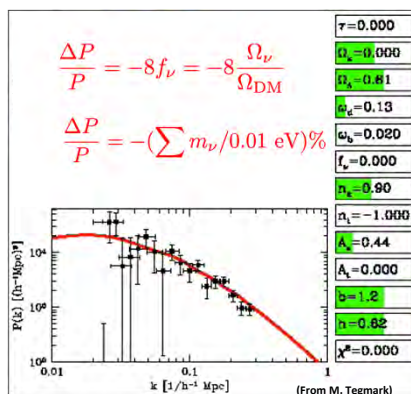 ΔP/P = −8f_ν = −8 Ω_ν/Ω_DM
ΔP/P = −(∑ m_ν/0.01 eV)%
τ=0.000
Ω_k=0.000
Ω_Λ=0.61
ω_d=0.13
ω_b=0.020
f_ν=0.000
n_s=0.90
n_t=-1.000
A_s=0.44
A_t=0.000
b=1.2
h=0.62
χ²=0.000
P(k) [(h⁻¹Mpc)³]
10⁴
10⁰
0.01 0.10 1
k [1/h⁻¹ Mpc]
(From M. Tegmark)